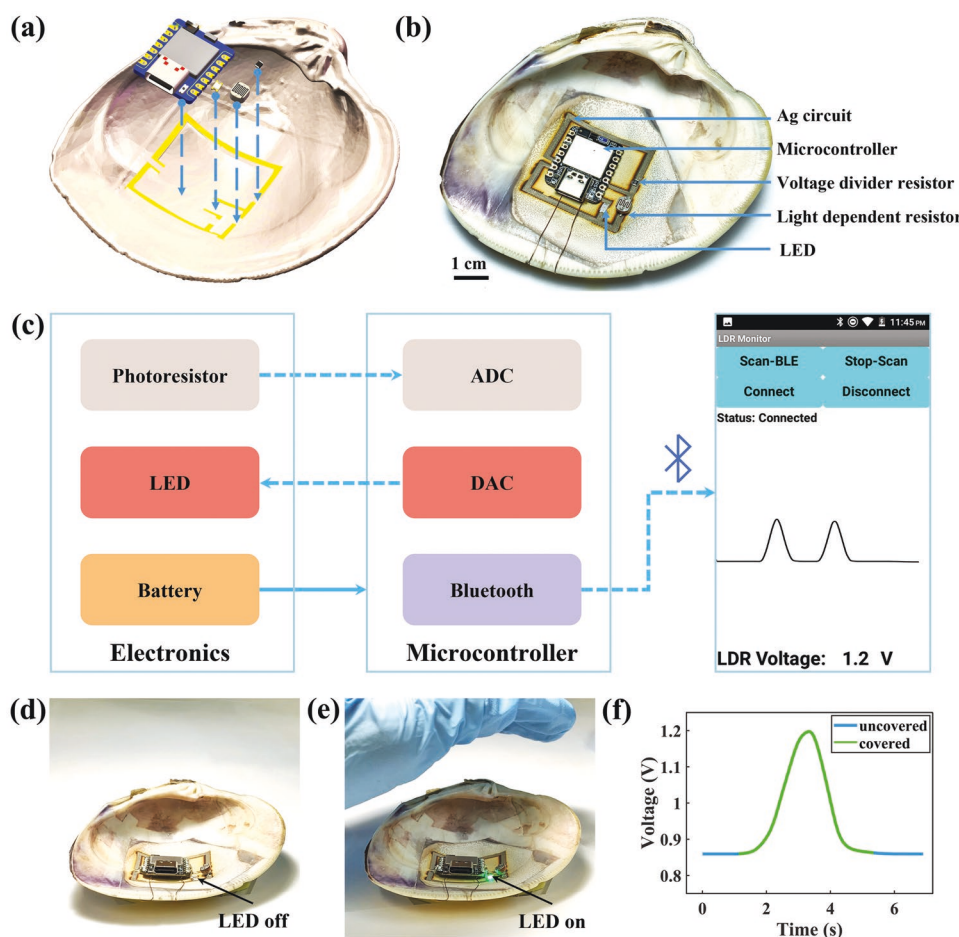 (a)
(b)
Ag circuit
Microcontroller
Voltage divider resistor
Light dependent resistor
LED
1 cm
(c)
Photoresistor
LED
Battery
Electronics
ADC
DAC
Bluetooth
Microcontroller
11:45 PM
LDR Monitor
Scan-BLE Stop-Scan
Connect Disconnect
Status: Connected
LDR Voltage: 1.2 V
(d)
LED off
(e)
LED on
(f)
uncovered
covered
1.2
1
0.9
0.8
Voltage (V)
0 2 4 6
Time (s)